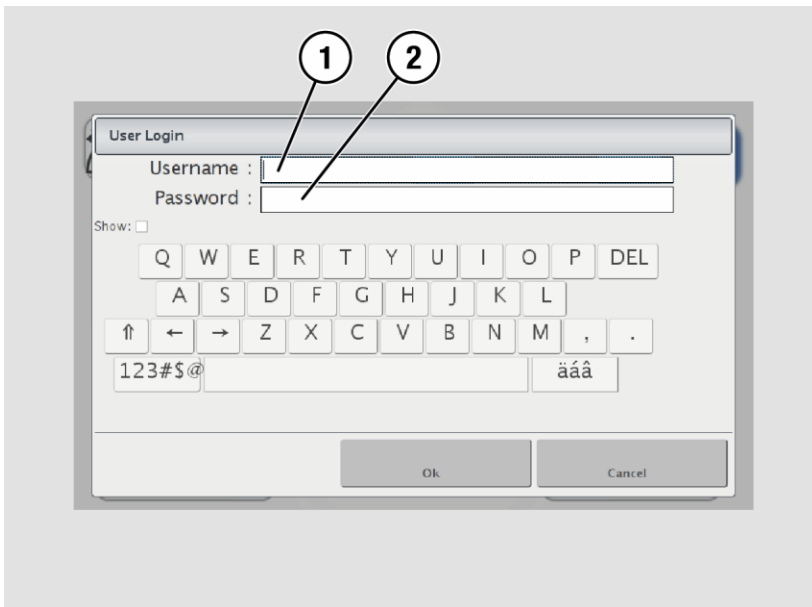 1 2
User Login
Username :
Password :
Show:
Q W E R T Y U I O P DEL
A S D F G H J K L
⇑ ← → Z X C V B N M , .
123#$@ äáâ
Ok Cancel